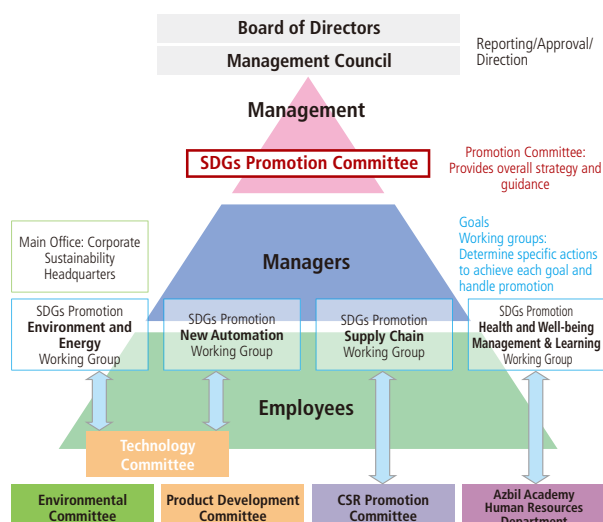 Board of Directors
Management Council
Reporting/Approval/
Direction
Management
SDGs Promotion Committee
Promotion Committee:
Provides overall strategy and
guidance
Main Office: Corporate
Sustainability
Headquarters
Managers
Goals
Working groups:
Determine specific actions
to achieve each goal and
handle promotion
SDGs Promotion
Environment and
Energy
Working Group
SDGs Promotion
New Automation
Working Group
SDGs Promotion
Supply Chain
Working Group
SDGs Promotion
Health and Well-being
Management & Learning
Working Group
Employees
Technology
Committee
Environmental
Committee
Product Development
Committee
CSR Promotion
Committee
Azbil Academy
Human Resources
Department